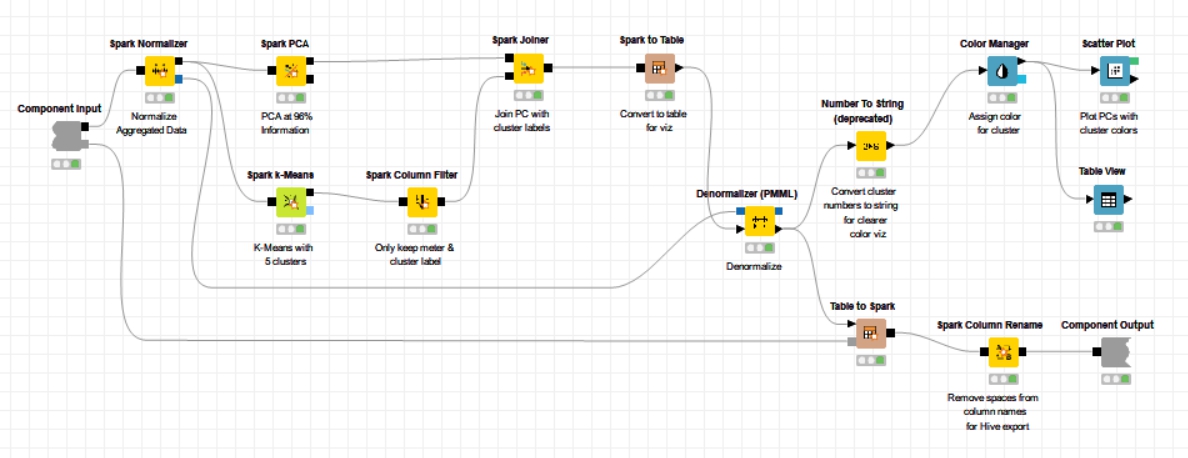 Component Input
Spark Normalizer
Normalize
Aggregated Data
Spark PCA
PCA at 96%
Information
Spark k-Means
K-Means with
5 clusters
Spark Column Filter
Only keep meter &
cluster label
Spark Joiner
Join PC with
cluster labels
Spark to Table
Convert to table
for viz
Denormalizer (PMML)
Denormalize
Number To String
(deprecated)
Convert cluster
numbers to string
for clearer
color viz
Color Manager
Assign color
for cluster
Scatter Plot
Plot PCs with
cluster colors
Table View
Table to Spark
Spark Column Rename
Remove spaces from
column names
for Hive export
Component Output